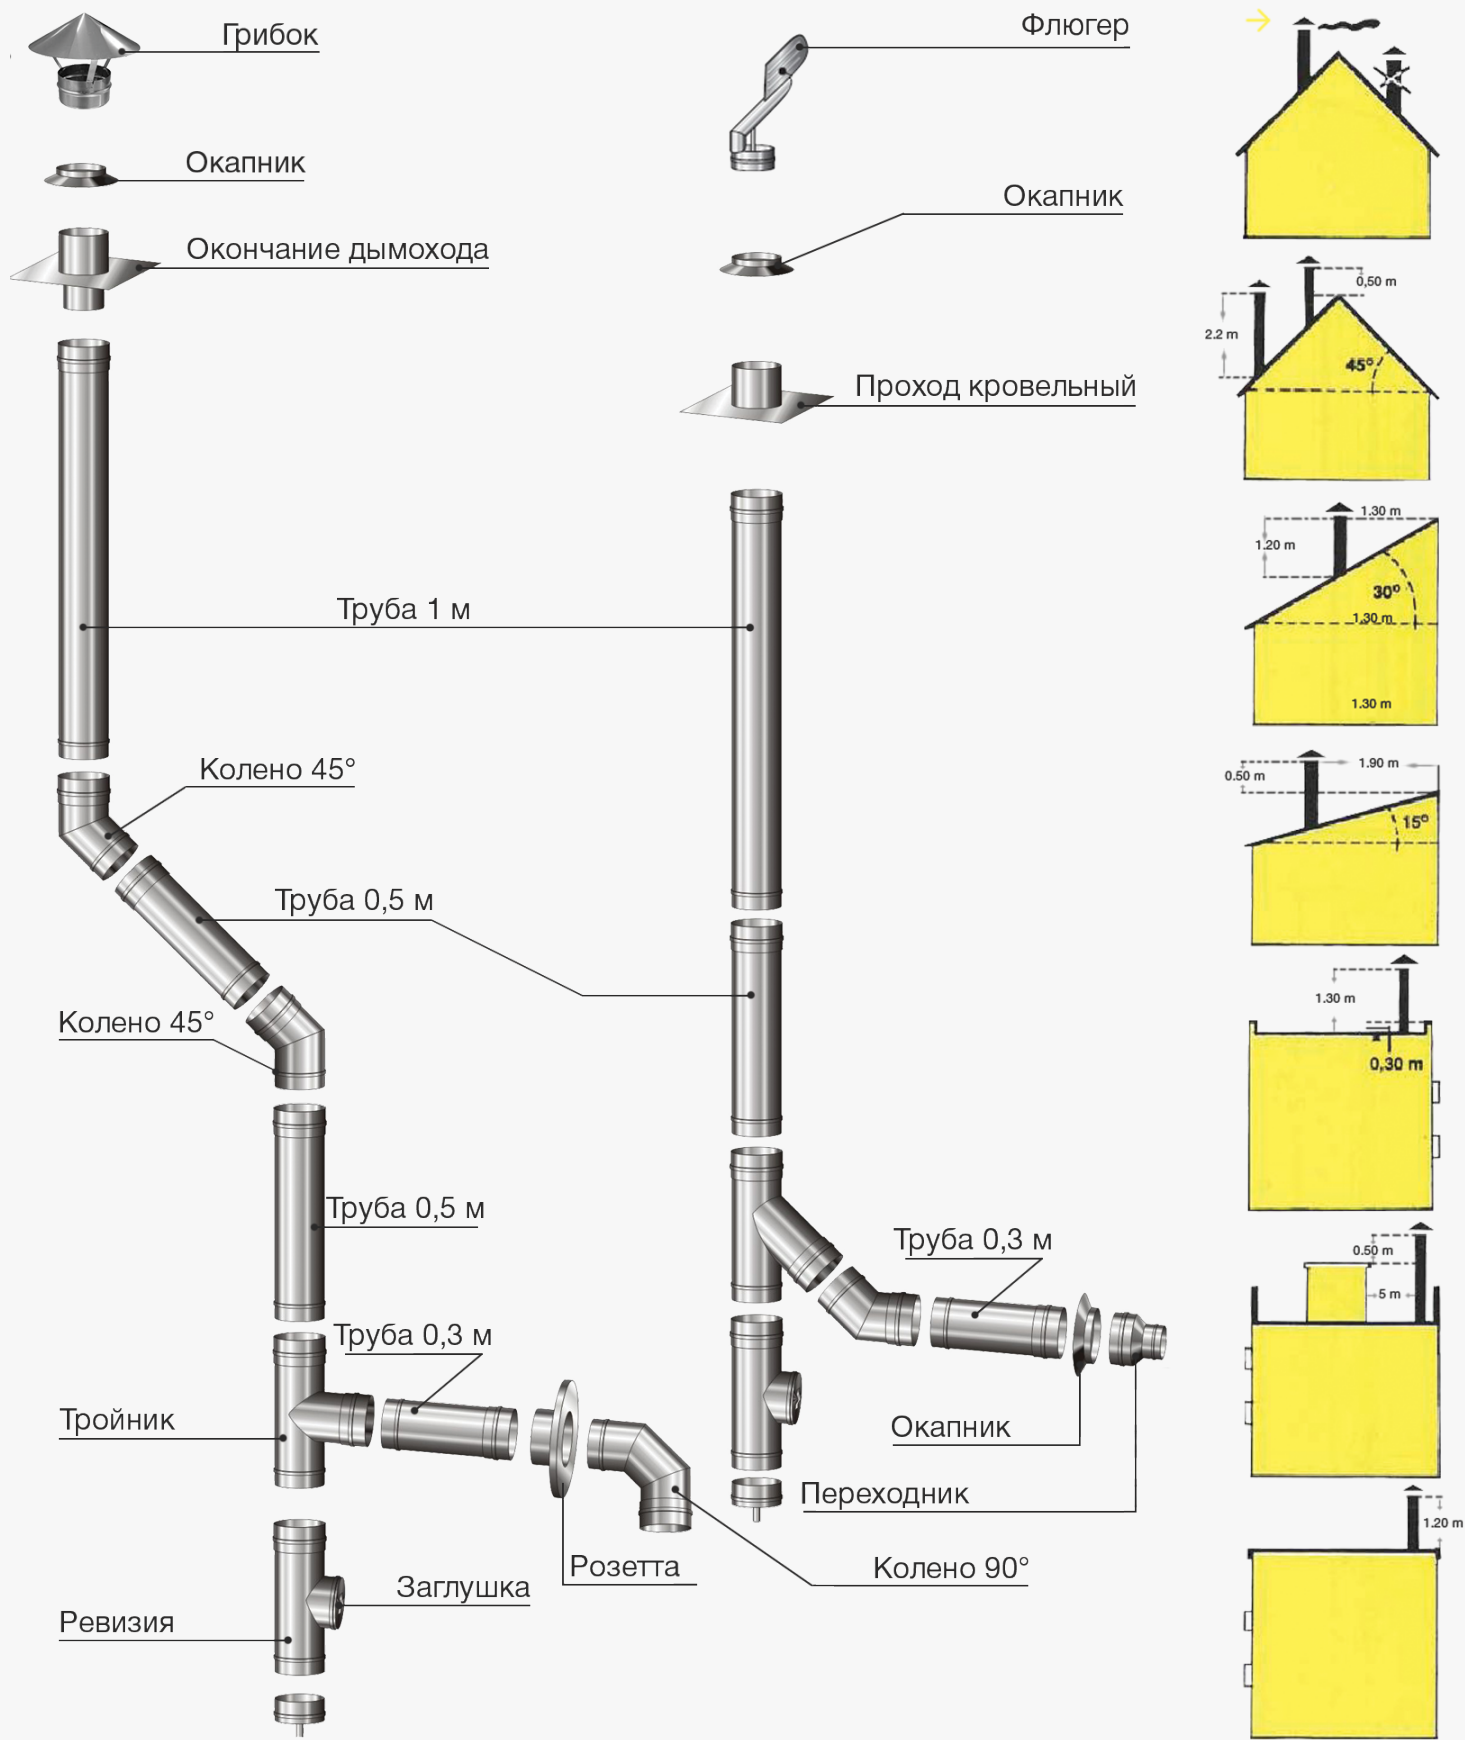 Грибок
Окапник
Окончание дымохода
Труба 1 м
Колено 45°
Труба 0,5 м
Колено 45°
Труба 0,5 м
Труба 0,3 м
Тройник
Розетта
Заглушка
Ревизия
Флюгер
Окапник
Проход кровельный
Труба 0,3 м
Окапник
Переходник
Колено 90°
0,50 m
2.2 m
45°
1.30 m
1.20 m
30°
1.30 m
1.30 m
1.90 m
0.50 m
15°
1.30 m
0,30 m
0.50 m
5 m
1.20 m